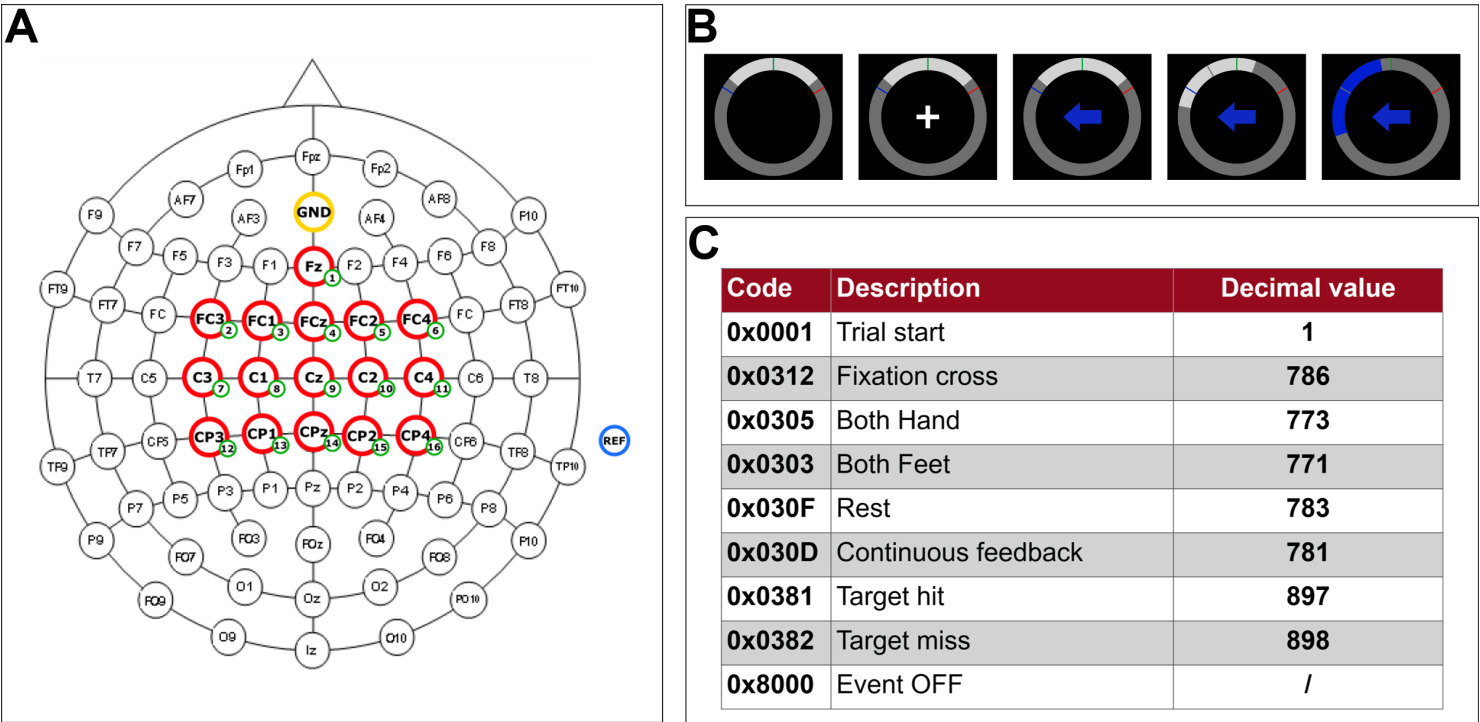 A
Fpz
Fp1 Fp2
AF7 AF8
F9 GND F10
AF3 AF4
F7 F5 F3 F1 Fz 1 F2 F4 F6 F8
FT9 FT7 FC FC3 2 FC1 3 FCz 4 FC2 5 FC4 6 FC FT8 FT10
T7 C5 C3 7 C1 8 Cz 9 C2 10 C4 11 C6 T8
TP9 TP7 CP5 CP3 12 CP1 13 CPz 14 CP2 15 CP4 16 CP6 TP8 TP10 REF
P9 P7 P5 P3 P1 Pz P2 P4 P6 P8 P10
PO3 POz PO4
PO7 PO8
PO9 O1 Oz O2 PO10
O9 Iz O10
B
C
Code Description Decimal value
0x0001 Trial start 1
0x0312 Fixation cross 786
0x0305 Both Hand 773
0x0303 Both Feet 771
0x030F Rest 783
0x030D Continuous feedback 781
0x0381 Target hit 897
0x0382 Target miss 898
0x8000 Event OFF /